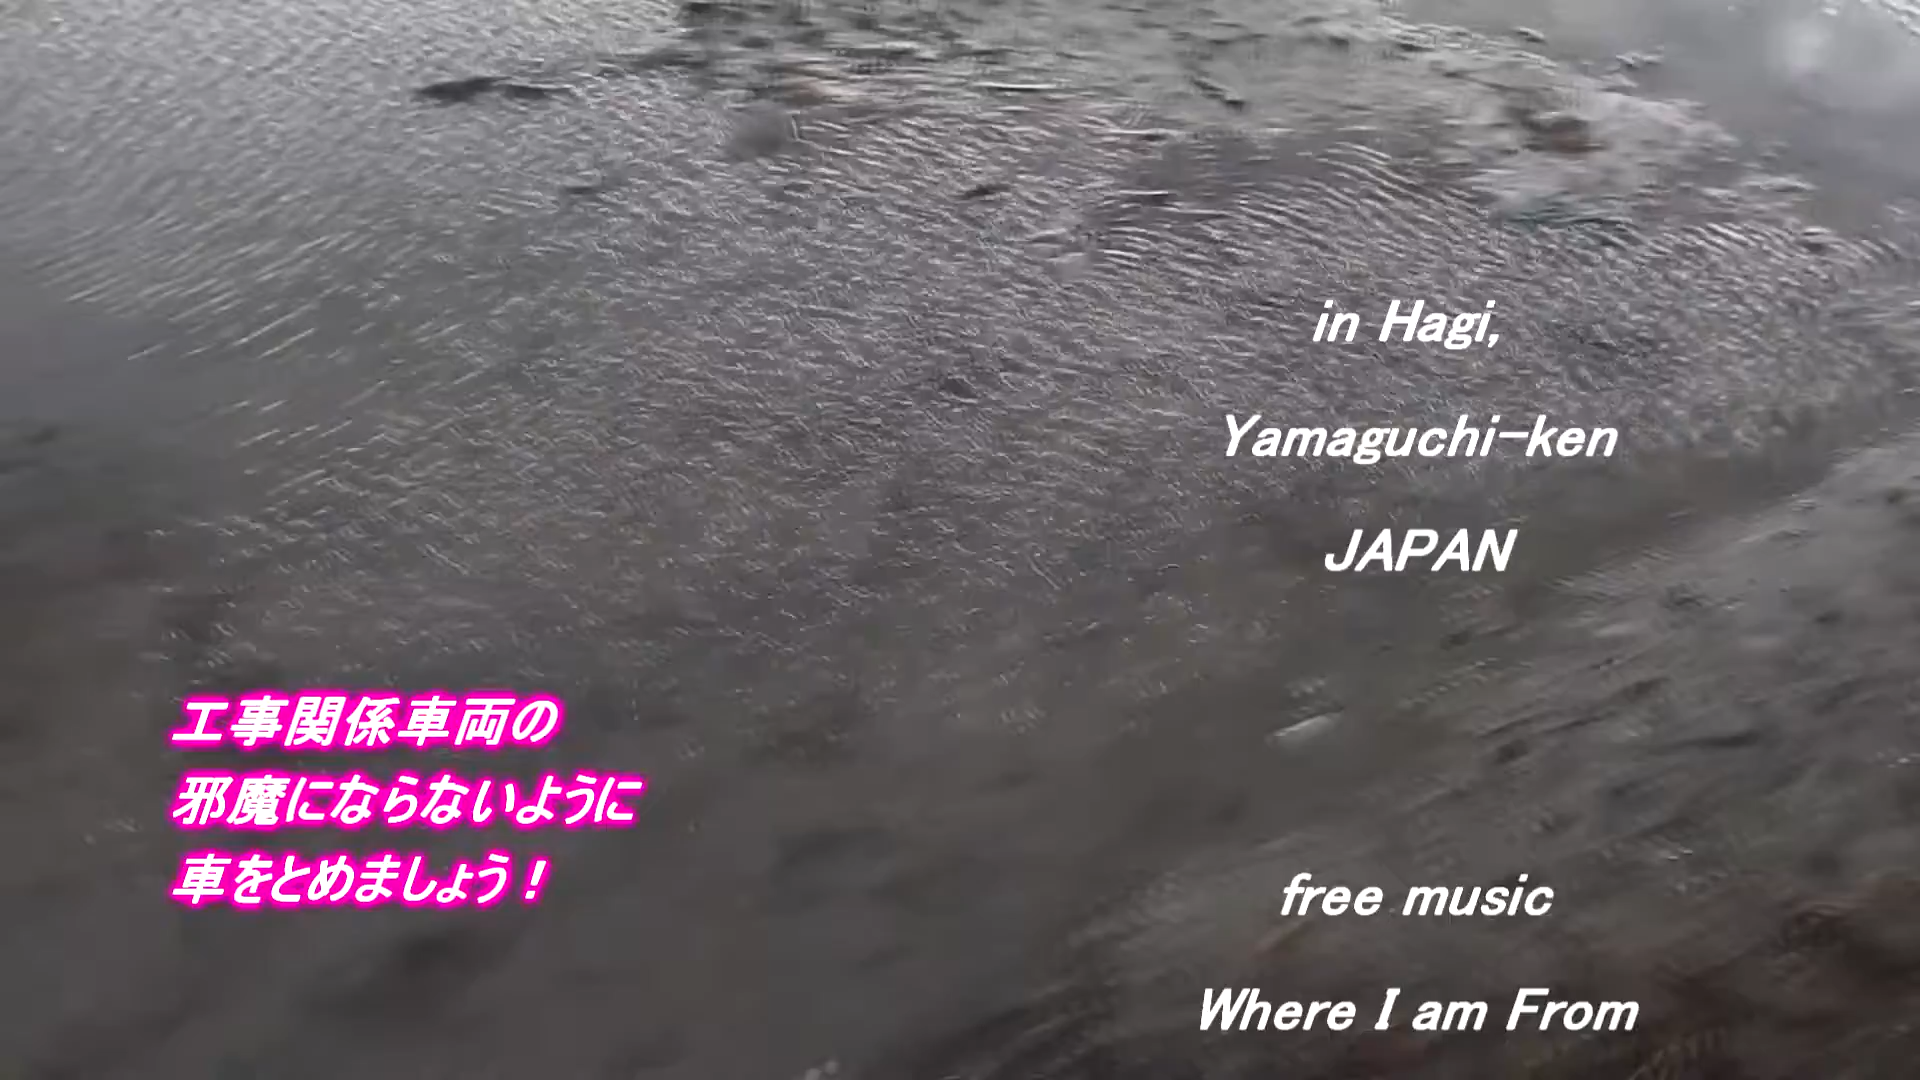 in Hagi,
Yamaguchi-ken
JAPAN
工事関係車両の
邪魔にならないように
車をとめましょう！
free music
Where I am From